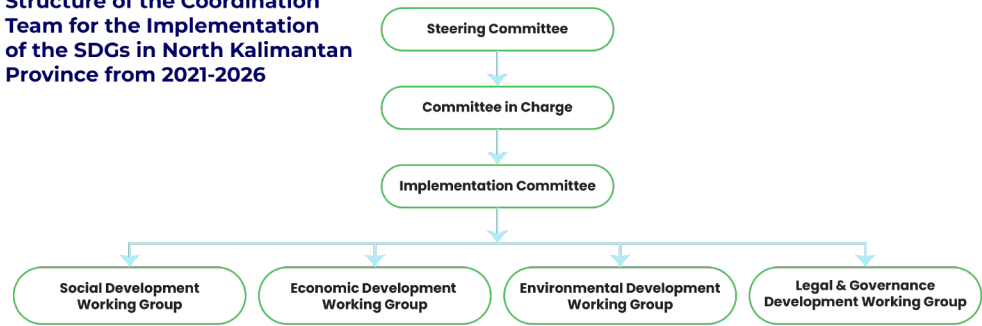 Structure of the Coordination
Team for the Implementation
of the SDGs in North Kalimantan
Province from 2021-2026
Steering Committee
Committee in Charge
Implementation Committee
Social Development
Working Group
Economic Development
Working Group
Environmental Development
Working Group
Legal & Governance
Development Working Group